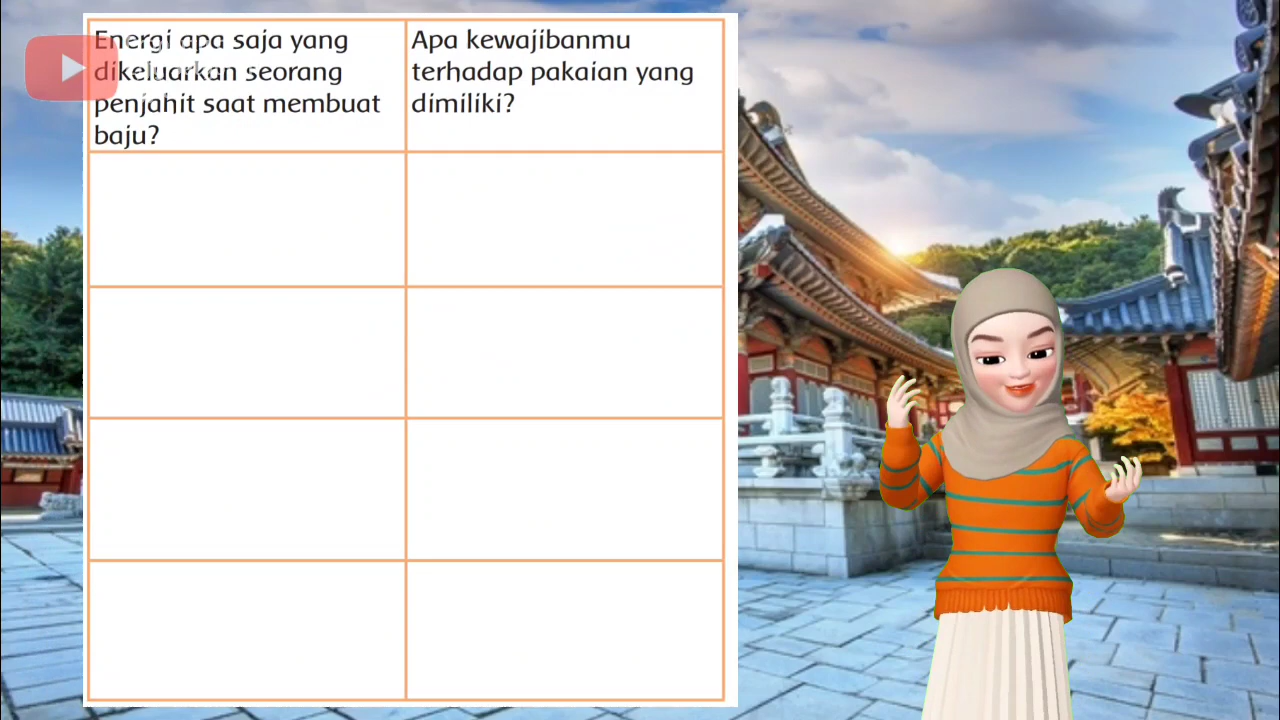 Energi apa saja yang
dikeluarkan seorang
penjahit saat membuat
baju?
Apa kewajibanmu
terhadap pakaian yang
dimiliki?